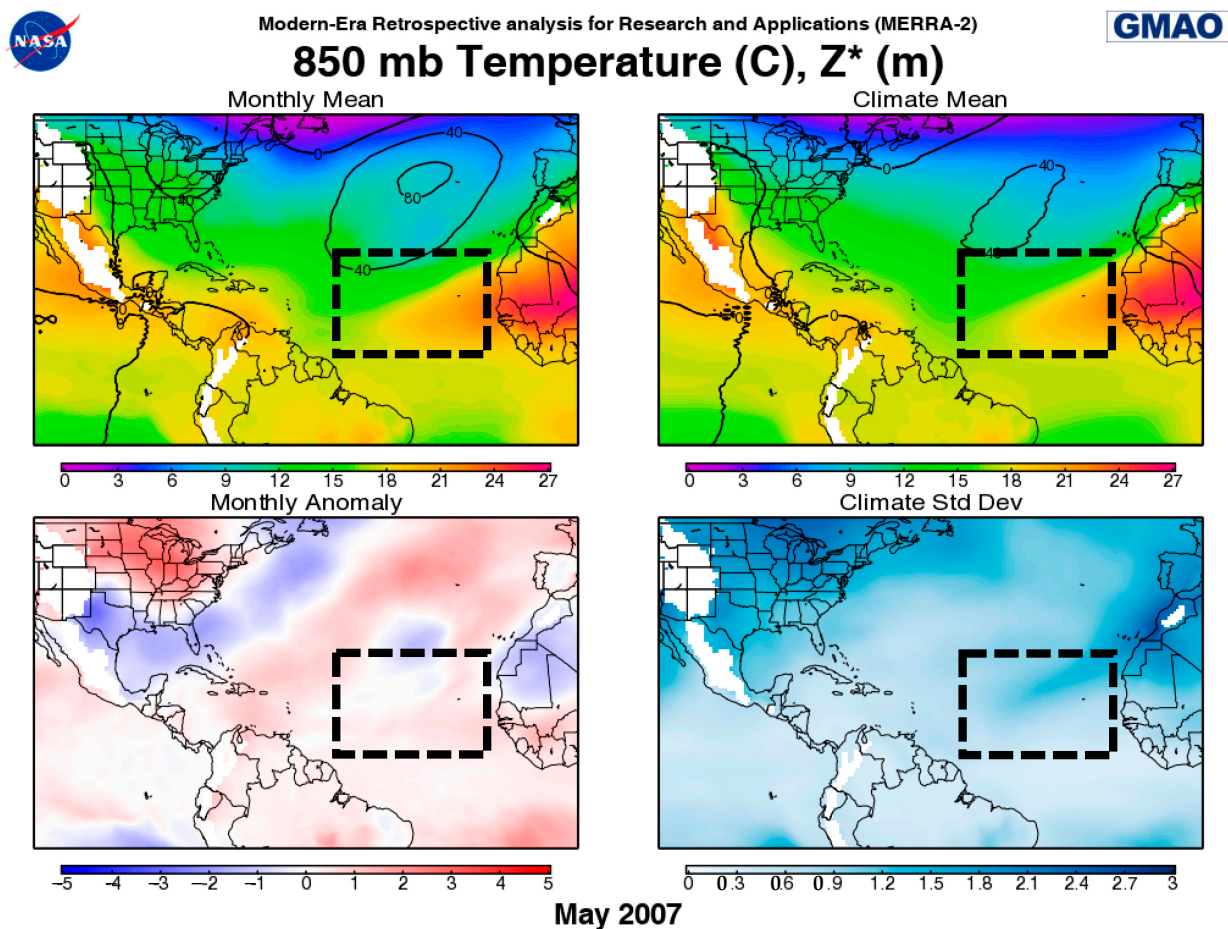 NASA
Modern-Era Retrospective analysis for Research and Applications (MERRA-2)
GMAO
850 mb Temperature (C), Z* (m)
Monthly Mean
Climate Mean
40
0
80
40
40
0
0
40
0
40
0
0
0 3 6 9 12 15 18 21 24 27
0 3 6 9 12 15 18 21 24 27
Monthly Anomaly
Climate Std Dev
−5 −4 −3 −2 −1 0 1 2 3 4 5
0 0.3 0.6 0.9 1.2 1.5 1.8 2.1 2.4 2.7 3
May 2007